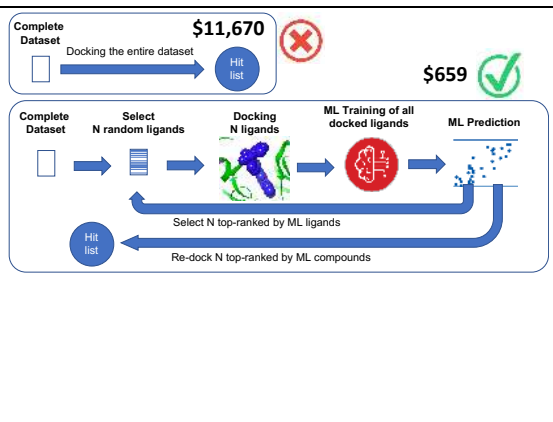 Complete
Dataset
$11,670
Docking the entire dataset
Hit
list
$659
Complete
Dataset
Select
N random ligands
Docking
N ligands
ML Training of all
docked ligands
ML Prediction
Select N top-ranked by ML ligands
Hit
list
Re-dock N top-ranked by ML compounds